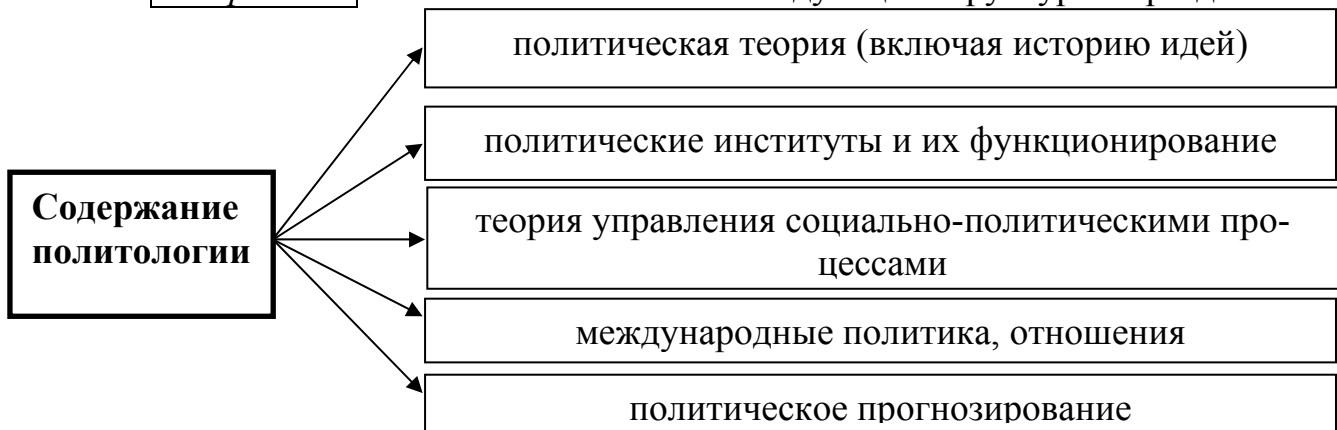 политическая теория (включая историю идей)
политические институты и их функционирование
Содержание
политологии
теория управления социально-политическими про-
цессами
международные политика, отношения
политическое прогнозирование